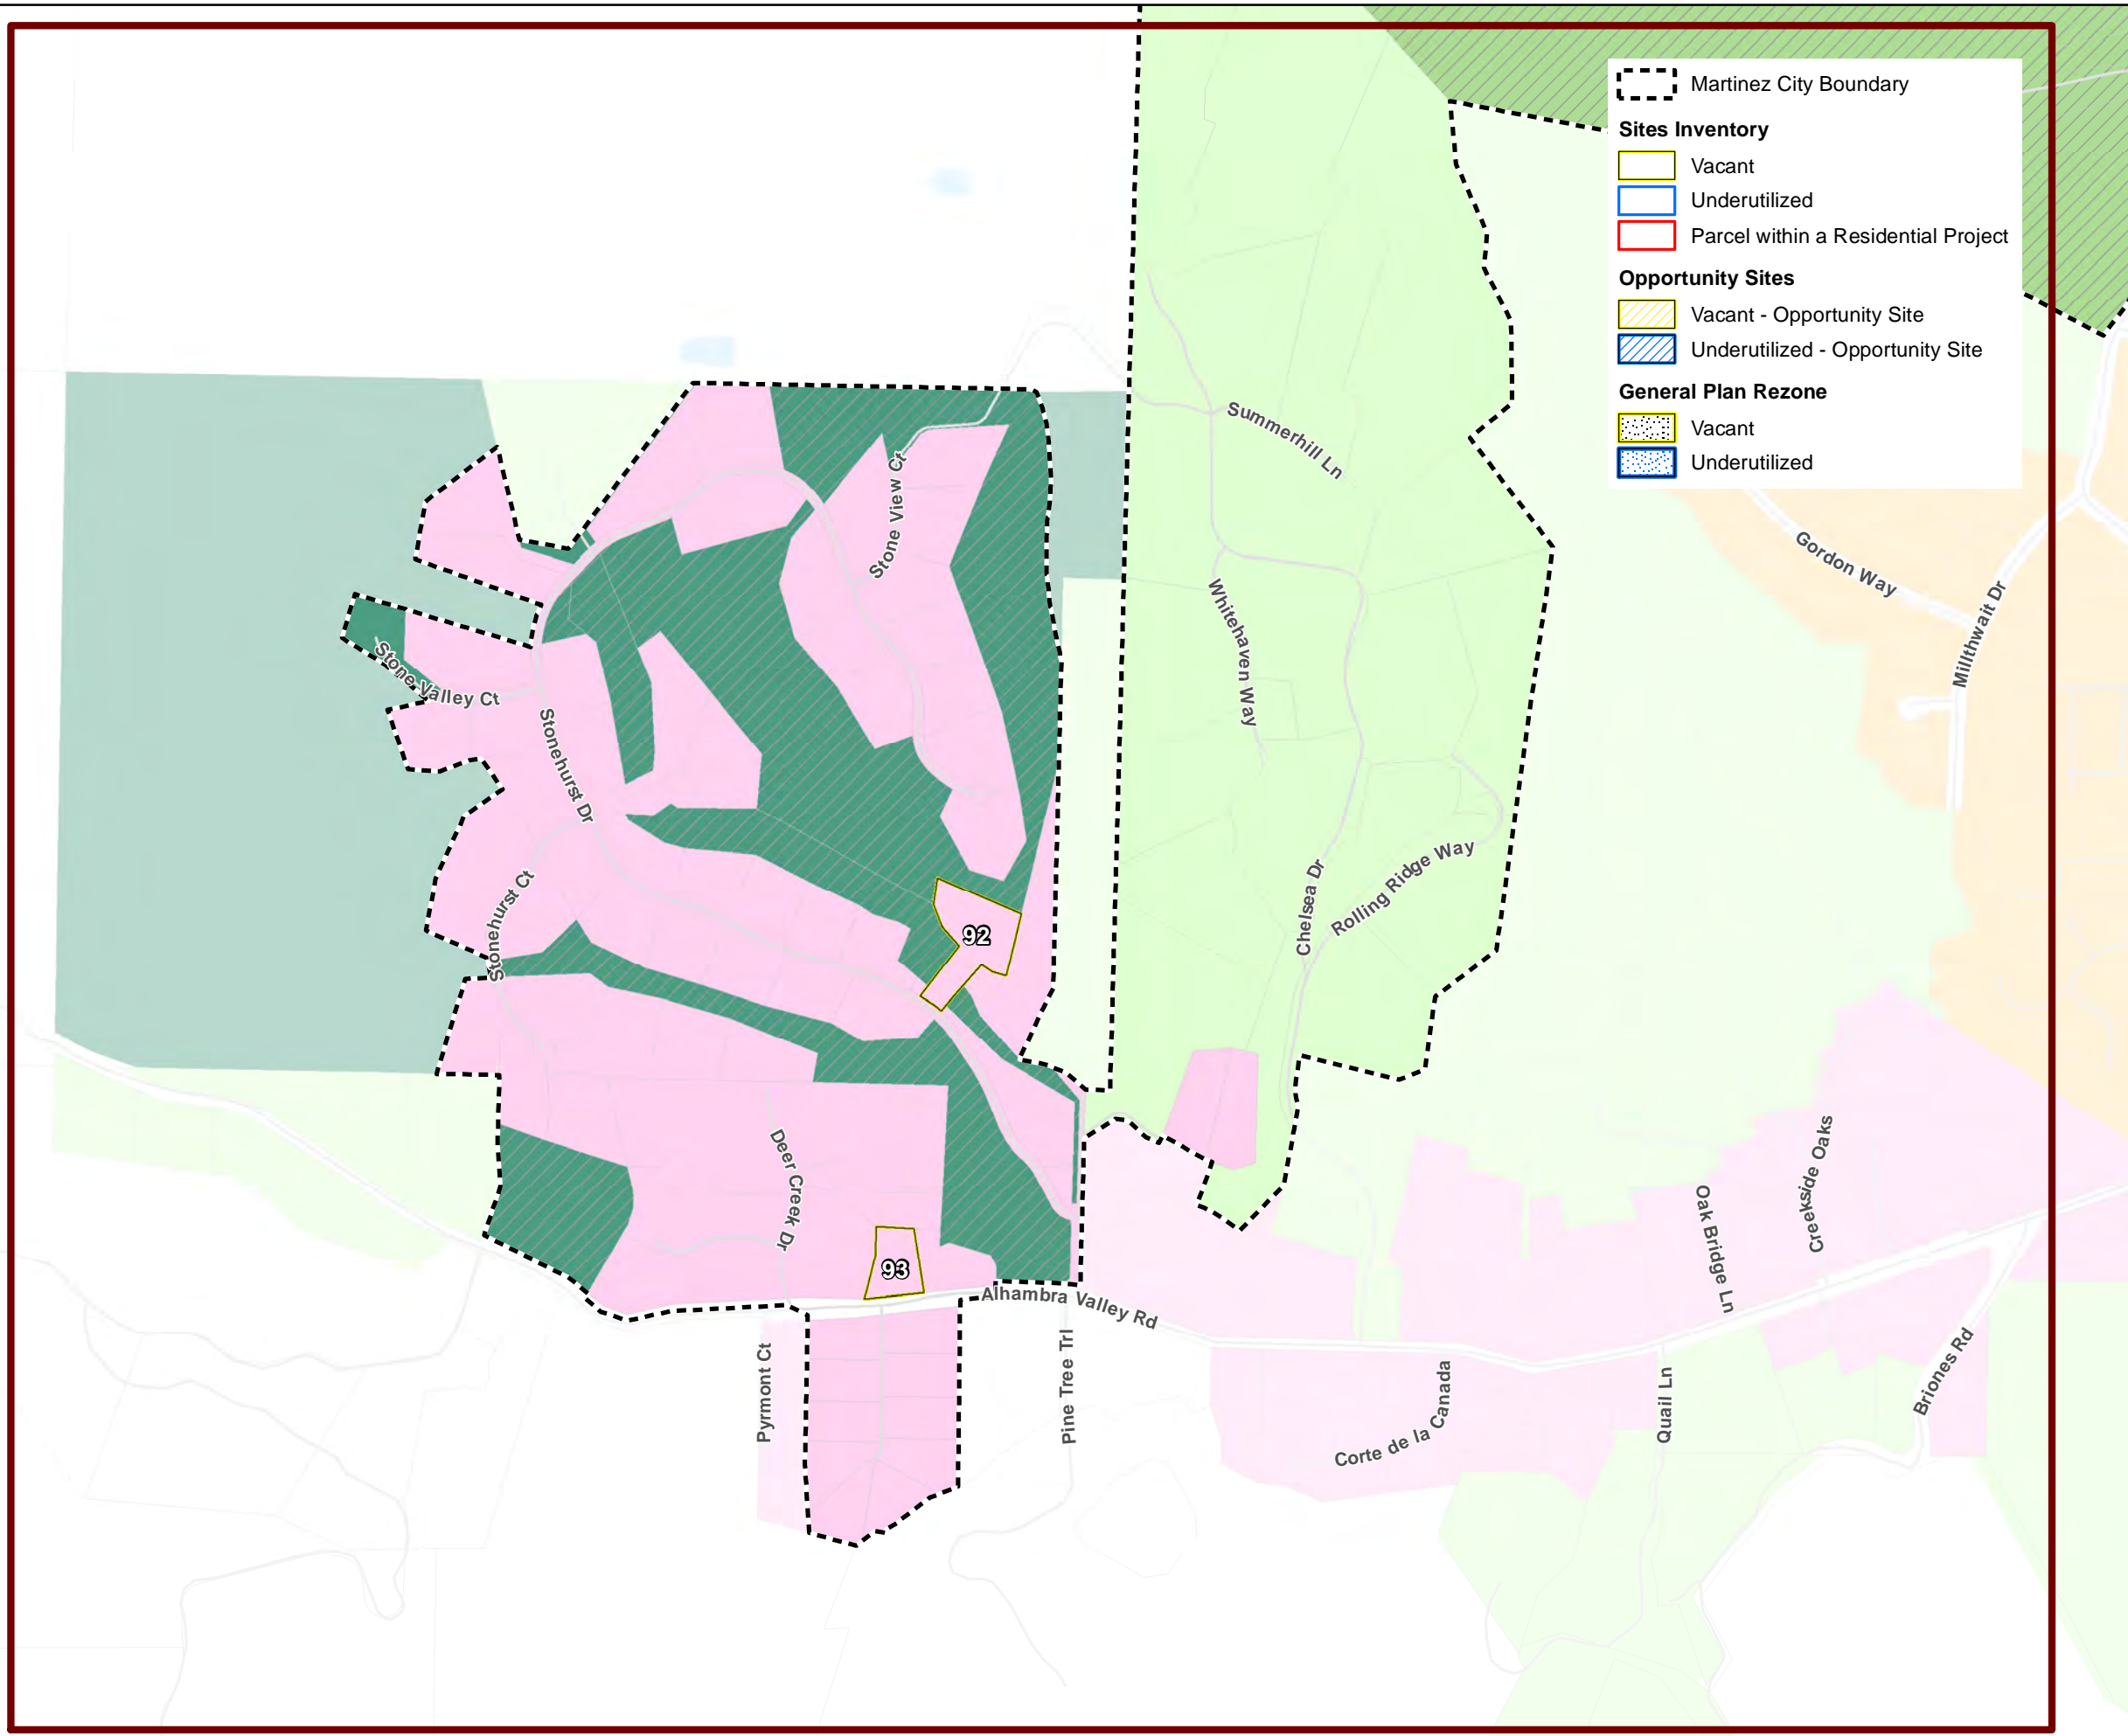 Martinez City Boundary
Sites Inventory
Vacant
Underutilized
Parcel within a Residential Project
Opportunity Sites
Vacant - Opportunity Site
Underutilized - Opportunity Site
General Plan Rezone
Vacant
Underutilized
Summerhill Ln
Stone View Ct
Gordon Way
Millthwait Dr
Whitehaven Way
Stone Valley Ct
Stonehurst Dr
Stonehurst Ct
Chelsea Dr
Rolling Ridge Way
92
Deer Creek Dr
93
Alhambra Valley Rd
Oak Bridge Ln
Creekside Oaks
Pyrmont Ct
Pine Tree Trl
Corte de la Canada
Quail Ln
Briones Rd